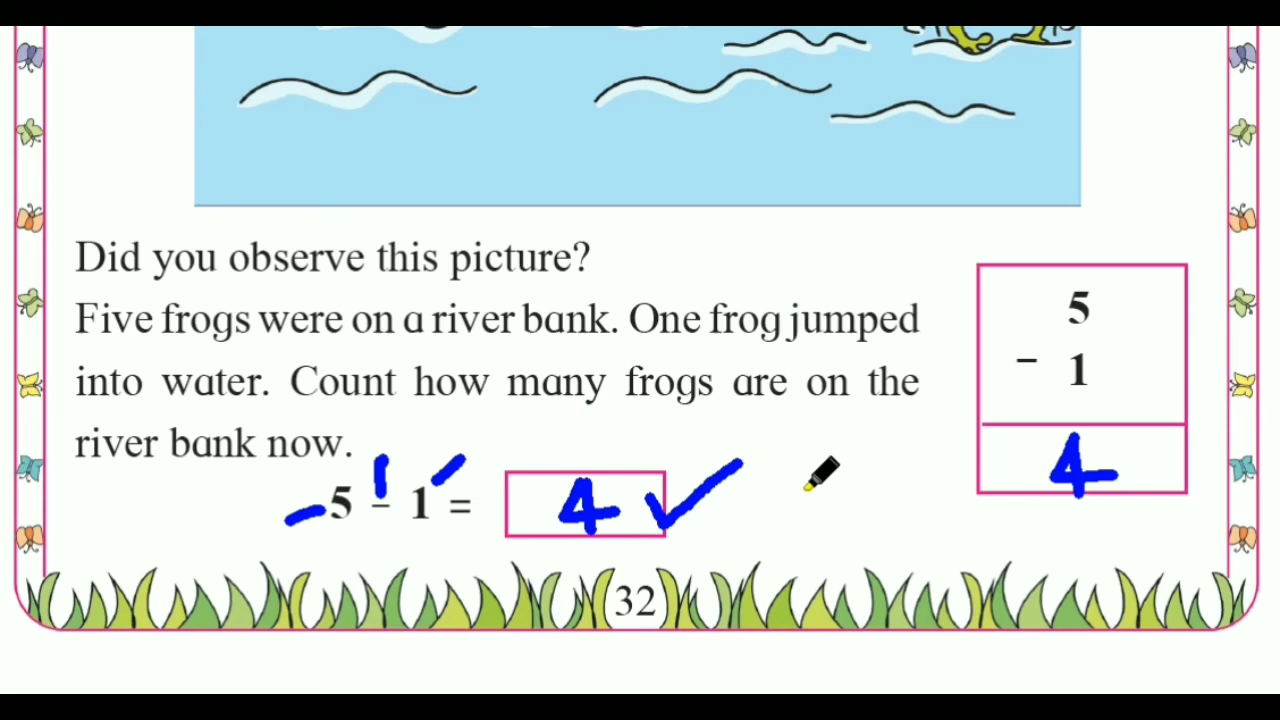 Did you observe this picture?
Five frogs were on a river bank. One frog jumped
into water. Count how many frogs are on the
river bank now.
5 - 1 = 4
5
- 1
4
32